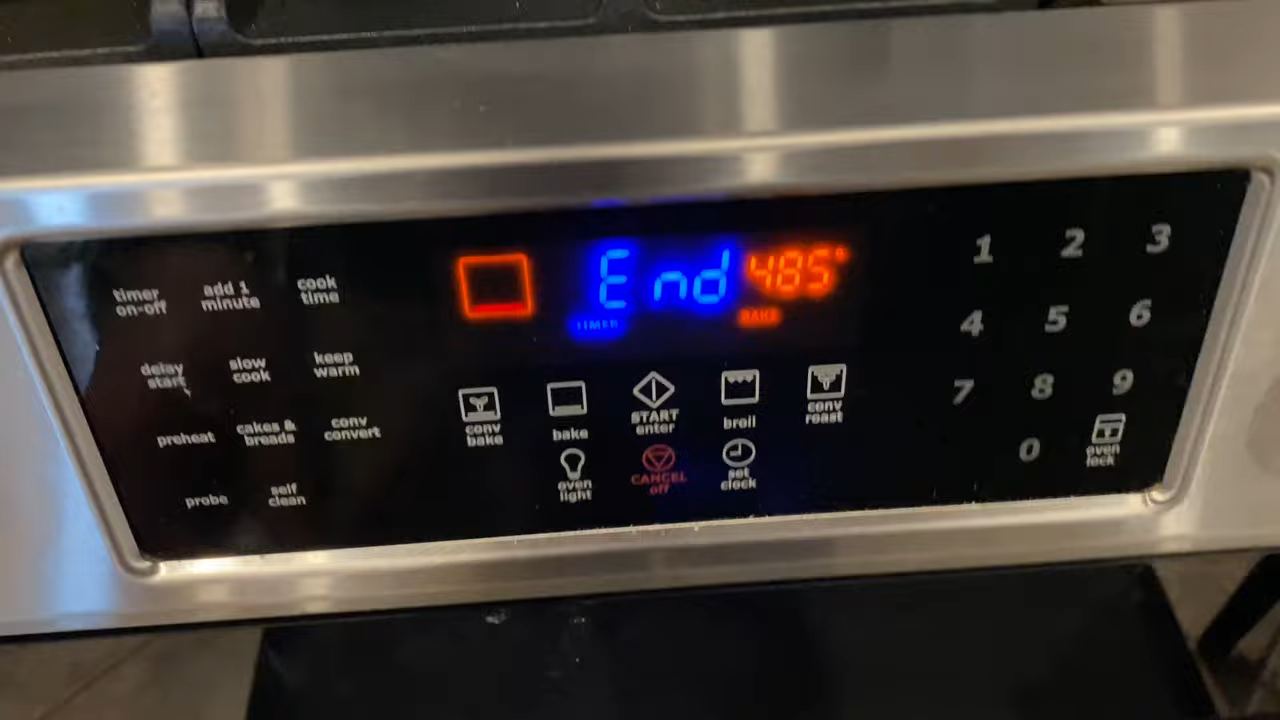 End 485°
TIMER BAKE
timer on-off
add 1 minute
cook time
delay start
slow cook
keep warm
preheat
cakes & breads
conv convert
probe
self clean
conv bake
bake
START enter
broil
conv roast
oven light
CANCEL off
set clock
1 2 3
4 5 6
7 8 9
0
oven lock